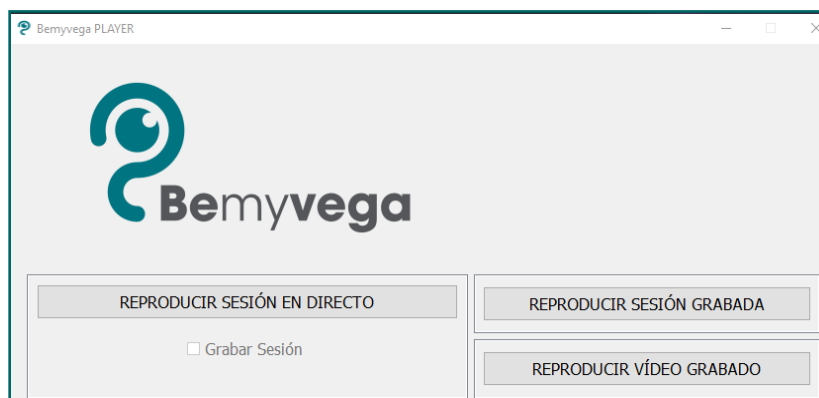 Bemyvega PLAYER
Bemyvega
REPRODUCIR SESIÓN EN DIRECTO
Grabar Sesión
REPRODUCIR SESIÓN GRABADA
REPRODUCIR VÍDEO GRABADO